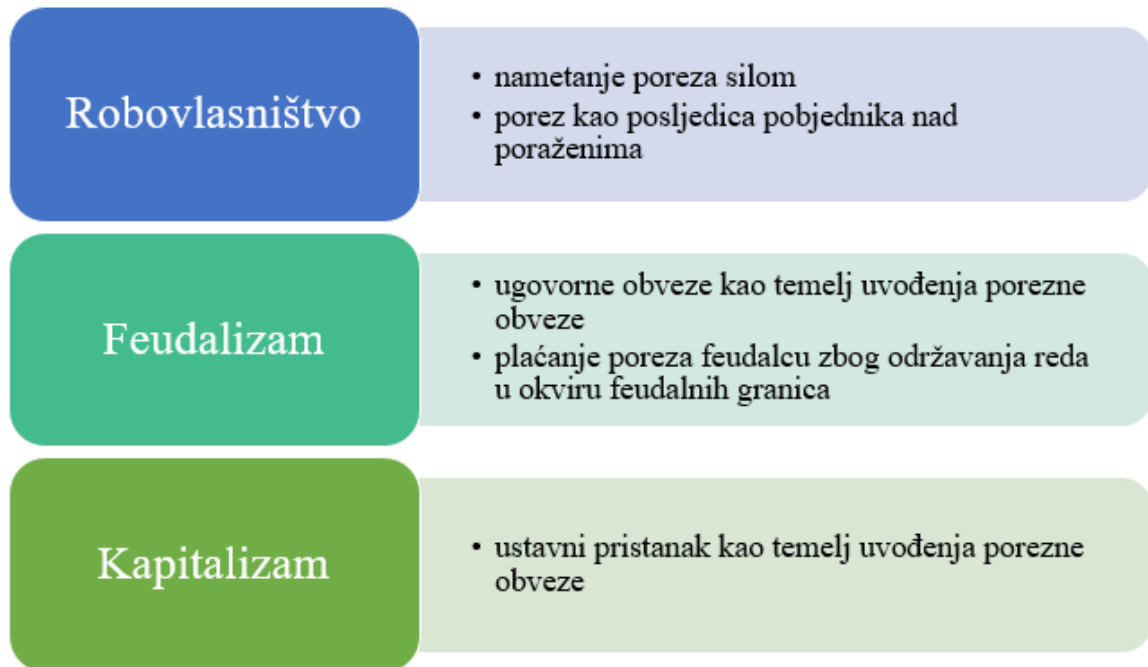 Robovlasništvo
• nametanje poreza silom
• porez kao posljedica pobjednika nad
poraženima
Feudalizam
• ugovorne obveze kao temelj uvođenja porezne
obveze
• plaćanje poreza feudalcu zbog održavanja reda
u okviru feudalnih granica
Kapitalizam
• ustavni pristanak kao temelj uvođenja porezne
obveze